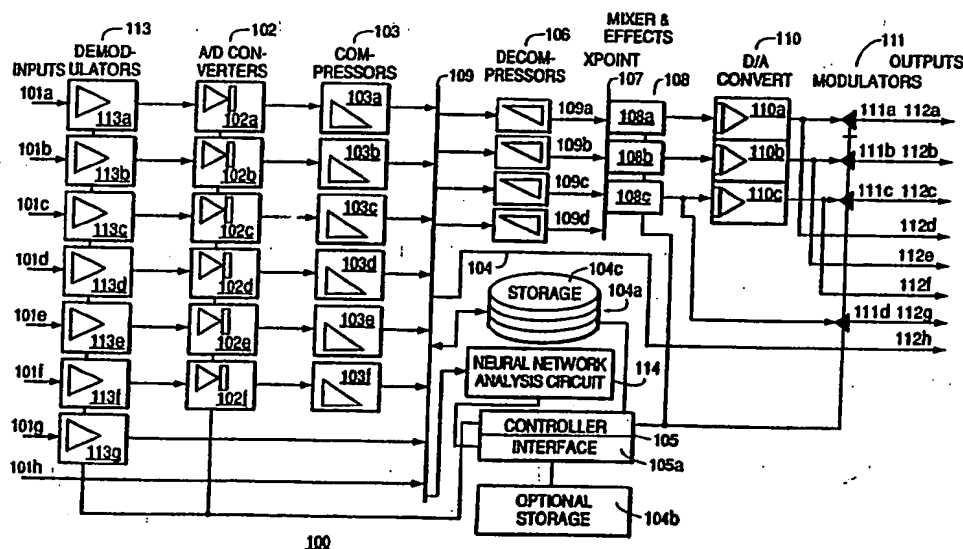 113
102
103
106
MIXER &
EFFECTS
110
111
DEMOD-
ULATORS
A/D CON-
VERTERS
COM-
PRESSORS
109
DECOM-
PRESSORS
XPOINT
107
108
D/A
CONVERT
MODULATORS
OUTPUTS
INPUTS
101a
113a
102a
103a
109a
108a
110a
111a 112a
101b
113b
102b
103b
109b
108b
110b
111b 112b
101c
113c
102c
103c
109c
108c
110c
111c 112c
109d
112d
101d
113d
102d
103d
104
104c
STORAGE
104a
112e
112f
101e
113e
102e
103e
111d 112g
112h
101f
113f
102f
103f
NEURAL NETWORK
ANALYSIS CIRCUIT
114
101g
113g
CONTROLLER
105
INTERFACE
105a
101h
OPTIONAL
STORAGE
104b
100